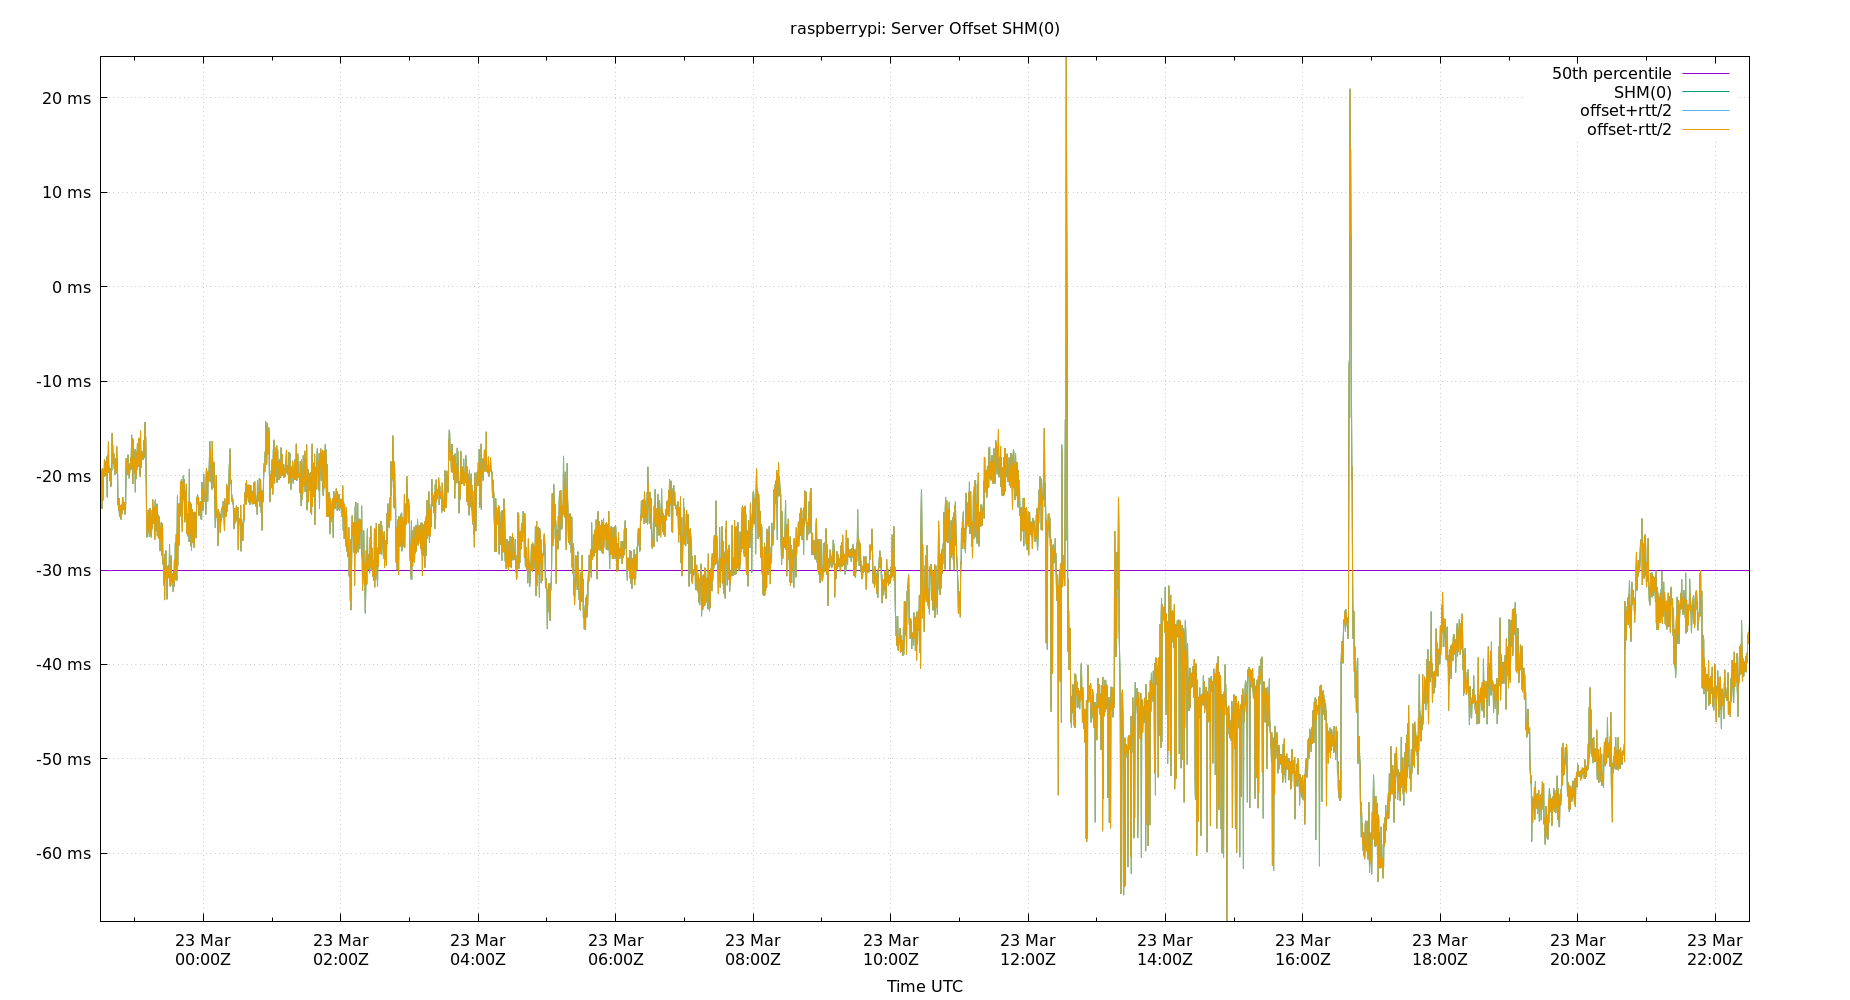 raspberrypi: Server Offset SHM(0)
50th percentile
SHM(0)
offset+rtt/2
offset-rtt/2
20 ms
10 ms
0 ms
-10 ms
-20 ms
-30 ms
-40 ms
-50 ms
-60 ms
23 Mar 23 Mar 23 Mar 23 Mar 23 Mar 23 Mar 23 Mar 23 Mar 23 Mar 23 Mar 23 Mar 23 Mar
00:00Z 02:00Z 04:00Z 06:00Z 08:00Z 10:00Z 12:00Z 14:00Z 16:00Z 18:00Z 20:00Z 22:00Z
Time UTC